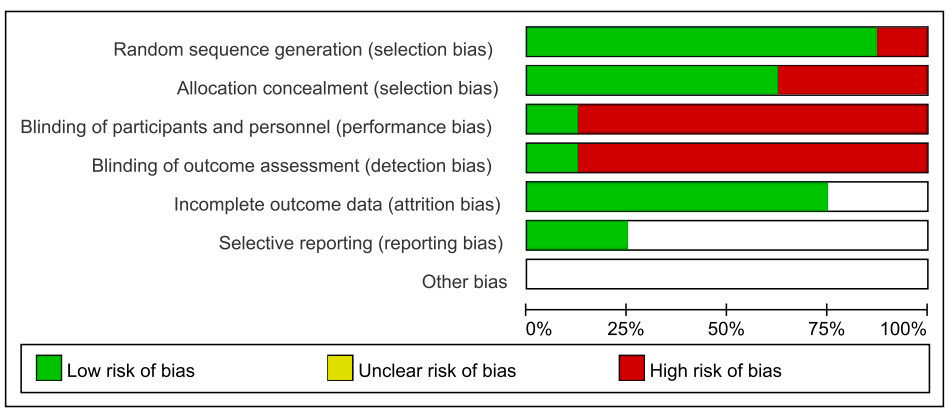 Random sequence generation (selection bias)
Allocation concealment (selection bias)
Blinding of participants and personnel (performance bias)
Blinding of outcome assessment (detection bias)
Incomplete outcome data (attrition bias)
Selective reporting (reporting bias)
Other bias
0% 25% 50% 75% 100%
Low risk of bias Unclear risk of bias High risk of bias